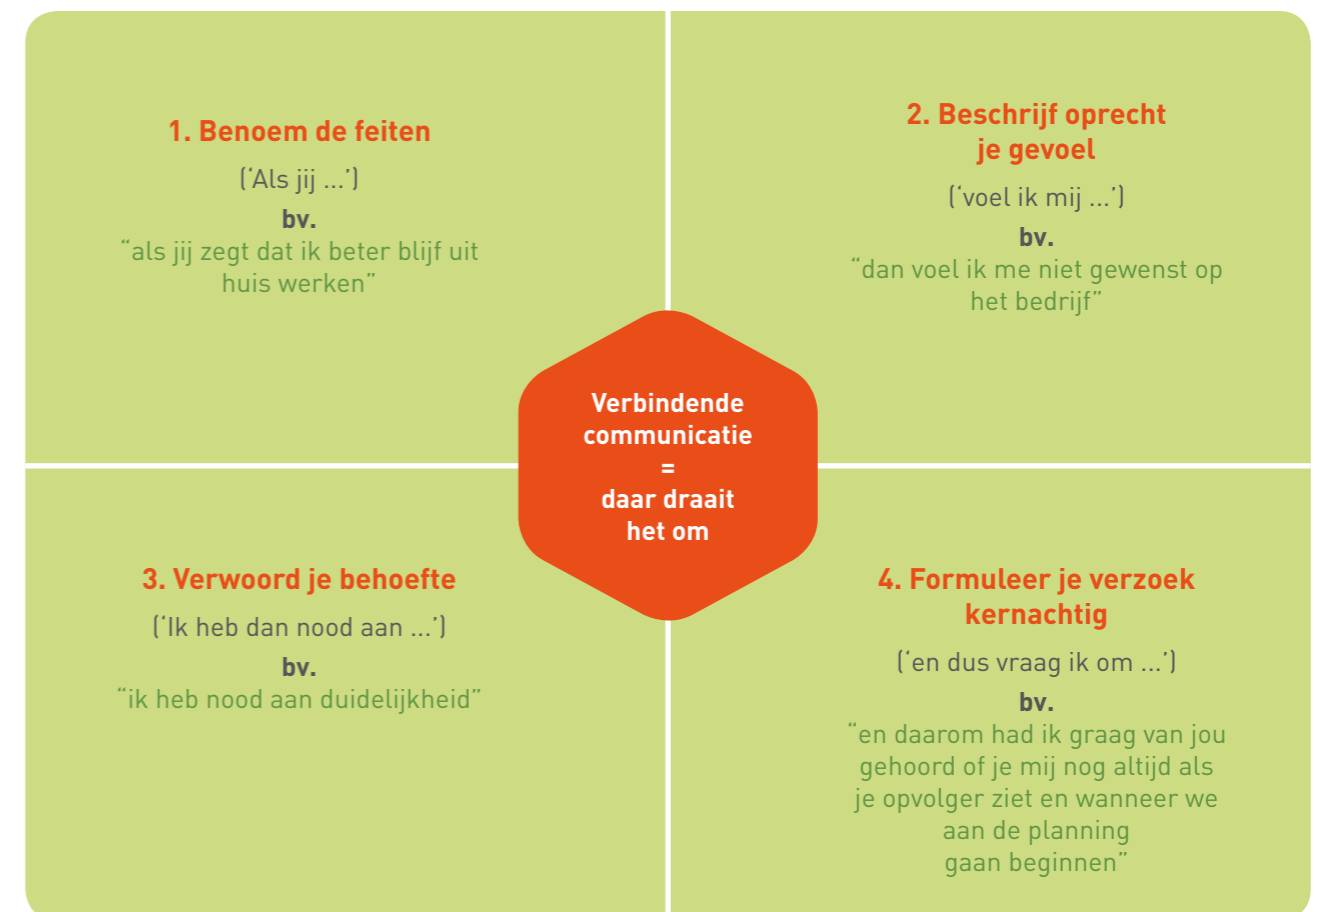 1. Benoem de feiten
(‘Als jij ...’)
bv.
“als jij zegt dat ik beter blijf uit
huis werken”
2. Beschrijf oprecht
je gevoel
(‘voel ik mij ...’)
bv.
“dan voel ik me niet gewenst op
het bedrijf”
Verbindende
communicatie
=
daar draait
het om
3. Verwoord je behoefte
(‘Ik heb dan nood aan ...’)
bv.
“ik heb nood aan duidelijkheid”
4. Formuleer je verzoek
kernachtig
(‘en dus vraag ik om ...’)
bv.
“en daarom had ik graag van jou
gehoord of je mij nog altijd als
je opvolger ziet en wanneer we
aan de planning
gaan beginnen”